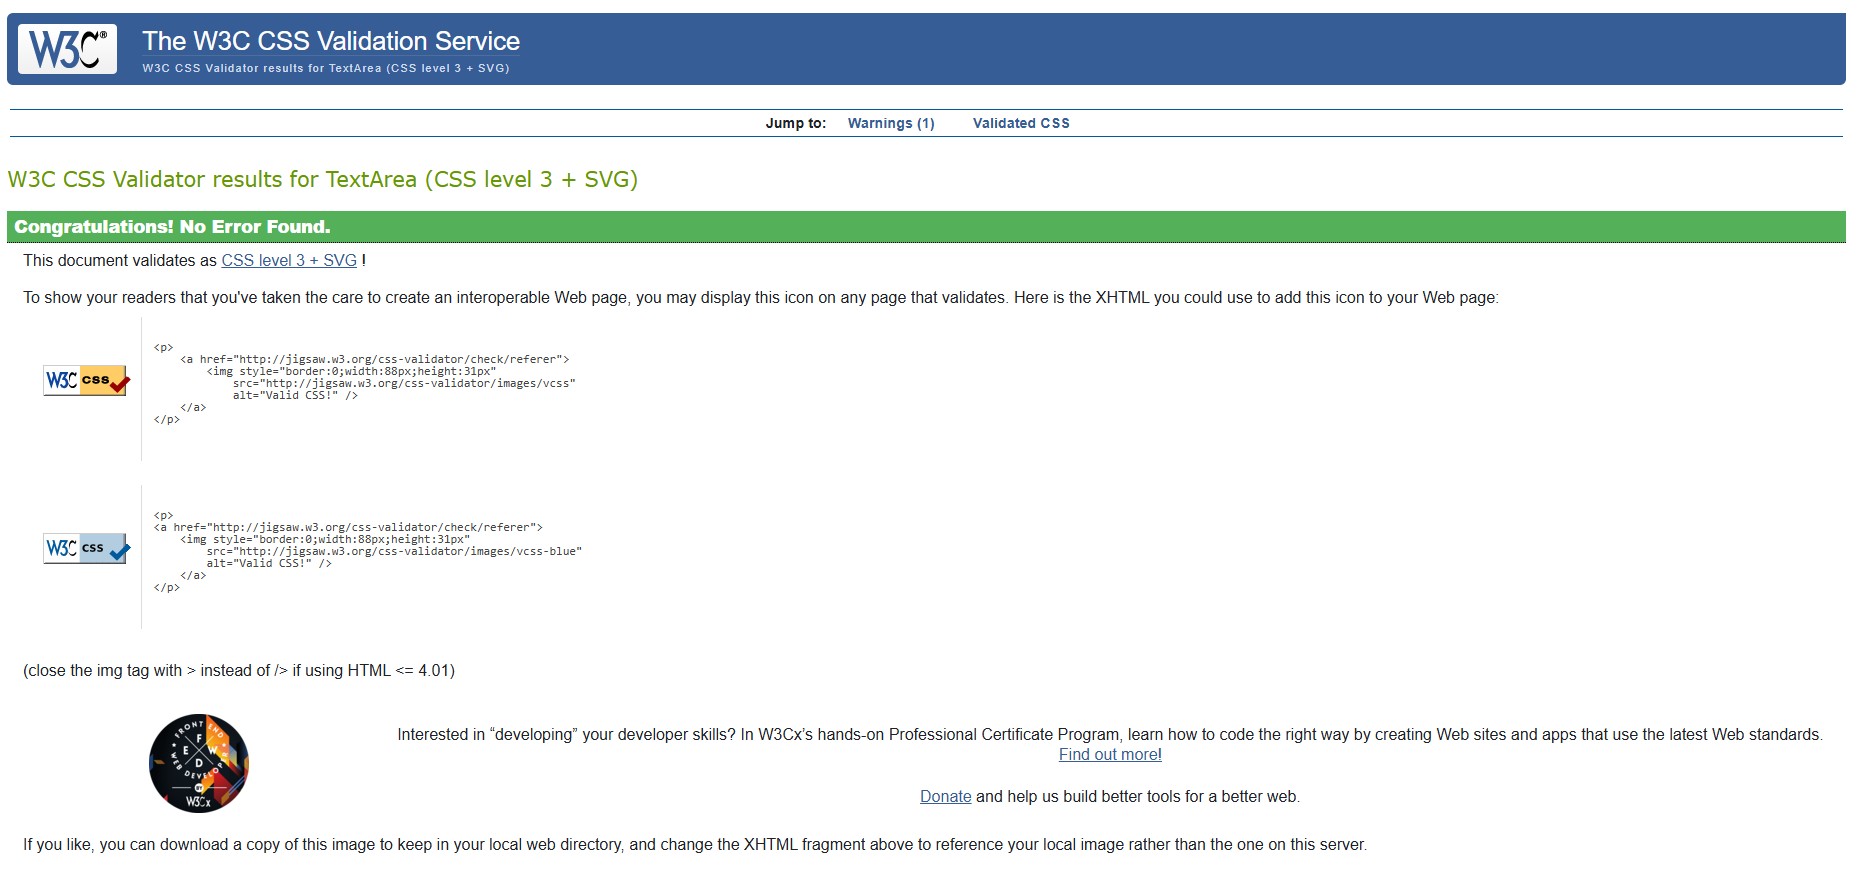 W3C®
The W3C CSS Validation Service
W3C CSS Validator results for TextArea (CSS level 3 + SVG)
Jump to: Warnings (1) Validated CSS
W3C CSS Validator results for TextArea (CSS level 3 + SVG)
Congratulations! No Error Found.
This document validates as CSS level 3 + SVG !
To show your readers that you've taken the care to create an interoperable Web page, you may display this icon on any page that validates. Here is the XHTML you could use to add this icon to your Web page:
W3C css
<p>
<a href="http://jigsaw.w3.org/css-validator/check/referer">
<img style="border:0;width:88px;height:31px"
src="http://jigsaw.w3.org/css-validator/images/vcss"
alt="Valid CSS!" />
</a>
</p>
W3C css
<p>
<a href="http://jigsaw.w3.org/css-validator/check/referer">
<img style="border:0;width:88px;height:31px"
src="http://jigsaw.w3.org/css-validator/images/vcss-blue"
alt="Valid CSS!" />
</a>
</p>
(close the img tag with > instead of /> if using HTML <= 4.01)
FRONT END
F
E W
D
WEB DEVELOPER
W3Cx
Interested in “developing” your developer skills? In W3Cx’s hands-on Professional Certificate Program, learn how to code the right way by creating Web sites and apps that use the latest Web standards.
Find out more!
Donate and help us build better tools for a better web.
If you like, you can download a copy of this image to keep in your local web directory, and change the XHTML fragment above to reference your local image rather than the one on this server.